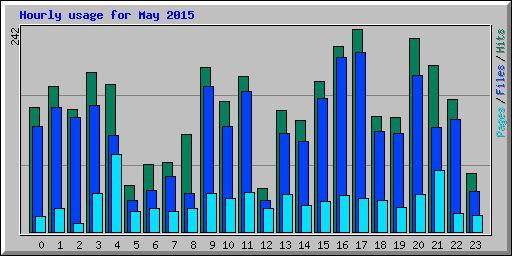 Hourly usage for May 2015
242
Pages / Files / Hits
0 1 2 3 4 5 6 7 8 9 10 11 12 13 14 15 16 17 18 19 20 21 22 23